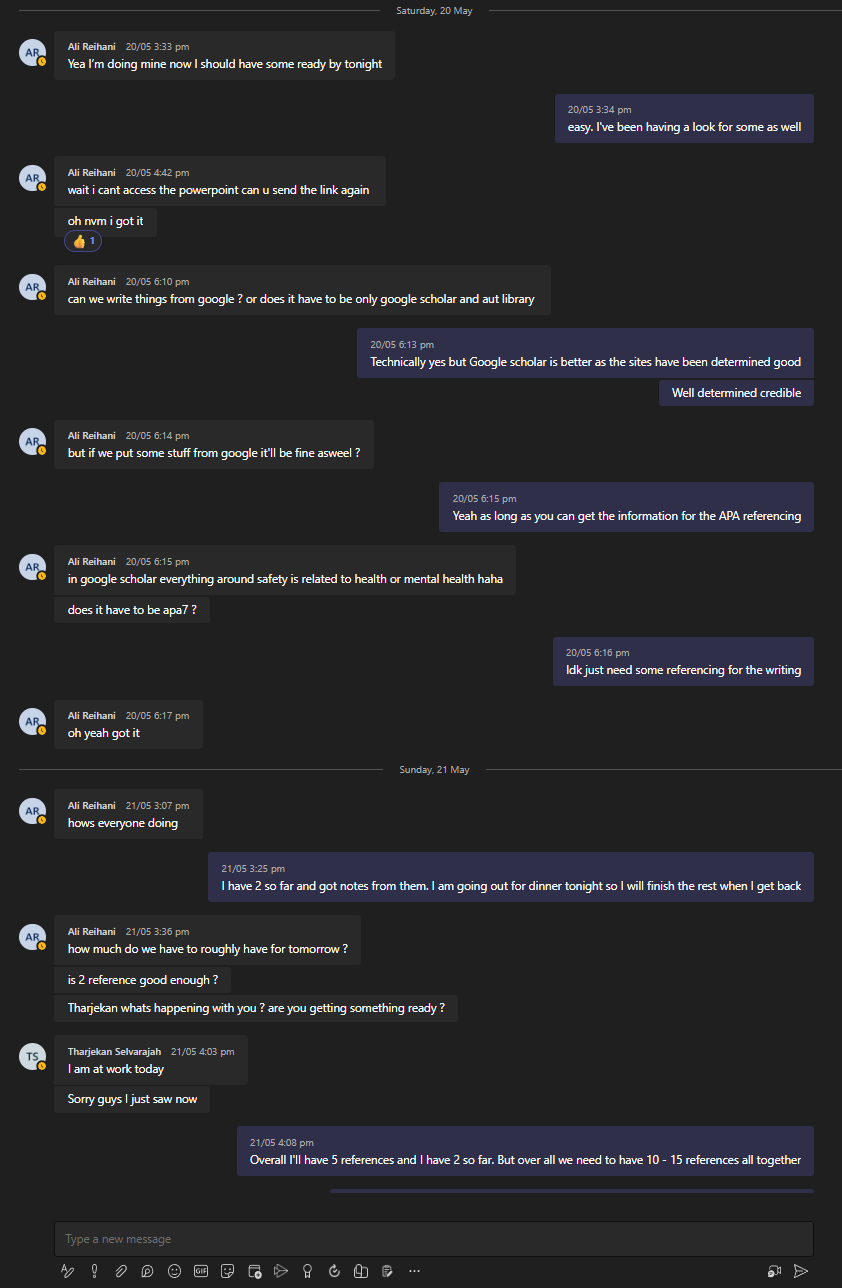 Saturday, 20 May
AR
Ali Reihani 20/05 3:33 pm
Yea I'm doing mine now I should have some ready by tonight
20/05 3:34 pm
easy. I've been having a look for some as well
AR
Ali Reihani 20/05 4:42 pm
wait i cant access the powerpoint can u send the link again
oh nvm i got it
👍 1
AR
Ali Reihani 20/05 6:10 pm
can we write things from google ? or does it have to be only google scholar and aut library
20/05 6:13 pm
Technically yes but Google scholar is better as the sites have been determined good
Well determined credible
AR
Ali Reihani 20/05 6:14 pm
but if we put some stuff from google it'll be fine asweel ?
20/05 6:15 pm
Yeah as long as you can get the information for the APA referencing
AR
Ali Reihani 20/05 6:15 pm
in google scholar everything around safety is related to health or mental health haha
does it have to be apa7 ?
20/05 6:16 pm
Idk just need some referencing for the writing
AR
Ali Reihani 20/05 6:17 pm
oh yeah got it
Sunday, 21 May
AR
Ali Reihani 21/05 3:07 pm
hows everyone doing
21/05 3:25 pm
I have 2 so far and got notes from them. I am going out for dinner tonight so I will finish the rest when I get back
AR
Ali Reihani 21/05 3:36 pm
how much do we have to roughly have for tomorrow ?
is 2 reference good enough ?
Tharjekan whats happening with you ? are you getting something ready ?
TS
Tharjekan Selvarajah 21/05 4:03 pm
I am at work today
Sorry guys I just saw now
21/05 4:08 pm
Overall I'll have 5 references and I have 2 so far. But over all we need to have 10 - 15 references all together
Type a new message
GIF